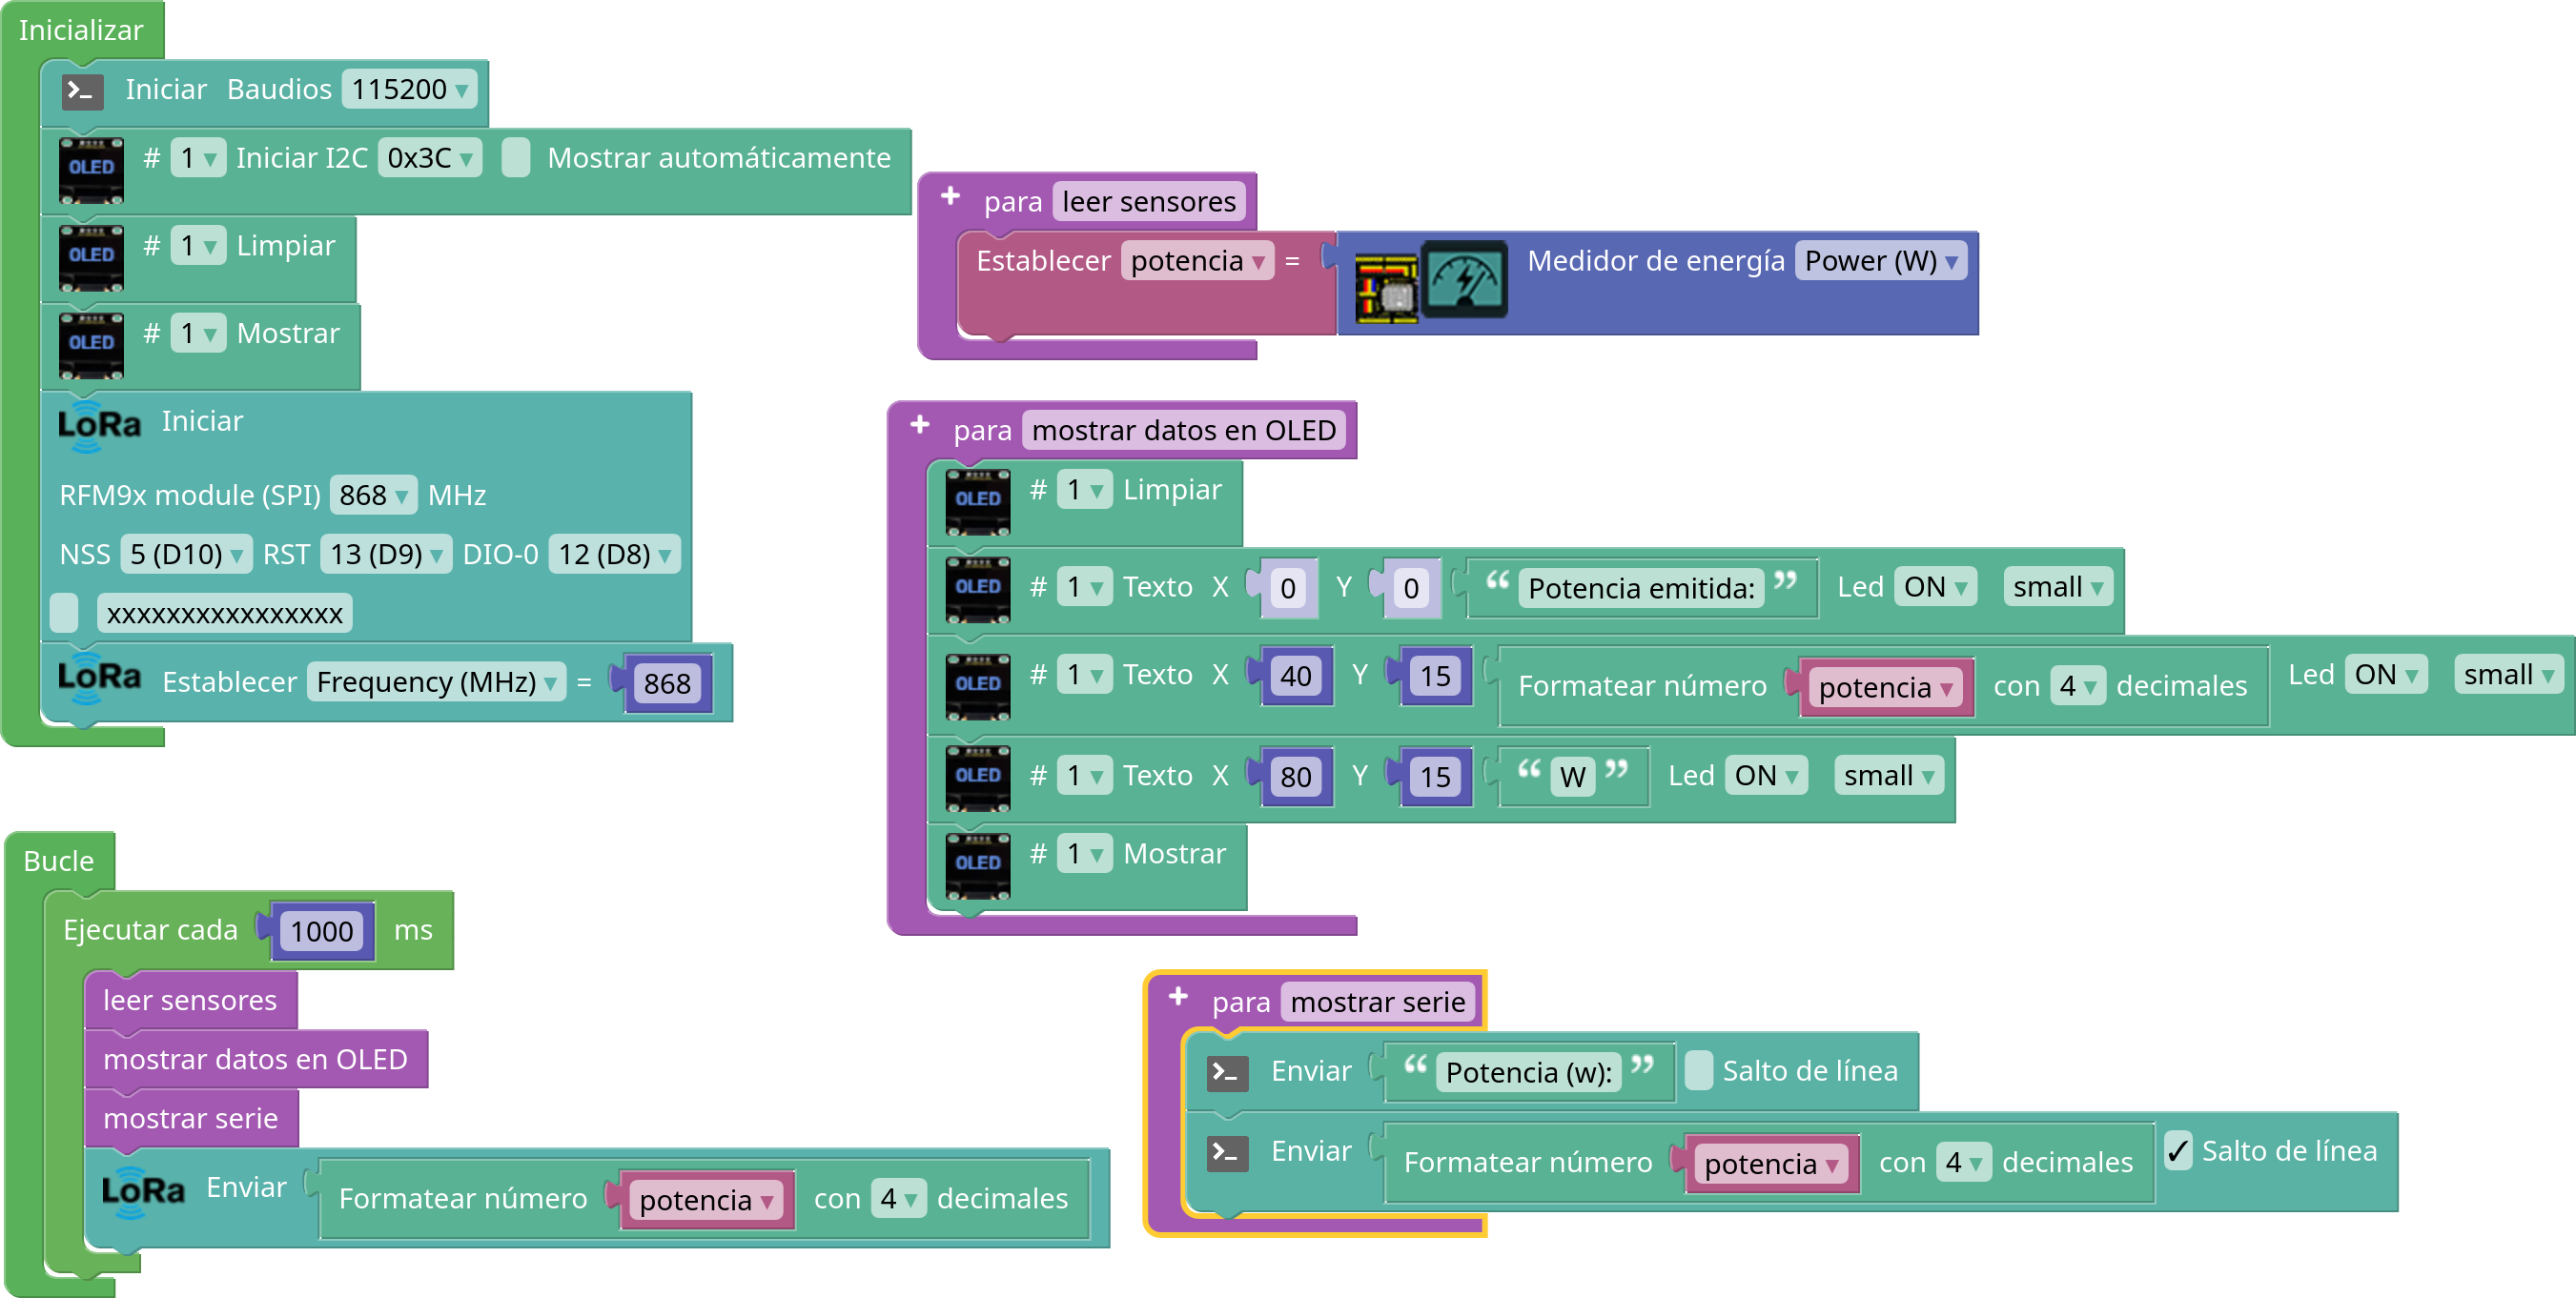 Inicializar
Iniciar Baudios 115200
OLED # 1 Iniciar I2C 0x3C Mostrar automáticamente
OLED # 1 Limpiar
OLED # 1 Mostrar
LoRa Iniciar
RFM9x module (SPI) 868 MHz
NSS 5 (D10) RST 13 (D9) DIO-0 12 (D8)
xxxxxxxxxxxxxxxx
LoRa Establecer Frequency (MHz) = 868
Bucle
Ejecutar cada 1000 ms
leer sensores
mostrar datos en OLED
mostrar serie
LoRa Enviar Formatear número potencia con 4 decimales
+ para leer sensores
Establecer potencia = Medidor de energía Power (W)
+ para mostrar datos en OLED
OLED # 1 Limpiar
OLED # 1 Texto X 0 Y 0 “ Potencia emitida: ” Led ON small
OLED # 1 Texto X 40 Y 15 Formatear número potencia con 4 decimales Led ON small
OLED # 1 Texto X 80 Y 15 “ W ” Led ON small
OLED # 1 Mostrar
+ para mostrar serie
Enviar “ Potencia (w): ” Salto de línea
Enviar Formatear número potencia con 4 decimales ✓ Salto de línea